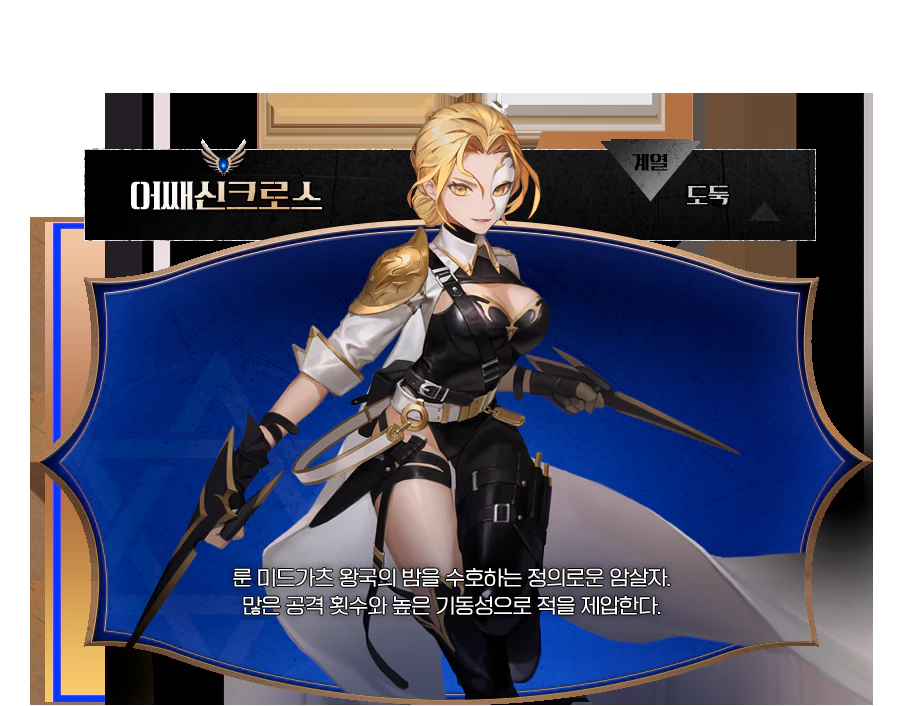 어쌔신크로스
계열
도둑
룬 미드가츠 왕국의 밤을 수호하는 정의로운 암살자.
많은 공격 횟수와 높은 기동성으로 적을 제압한다.